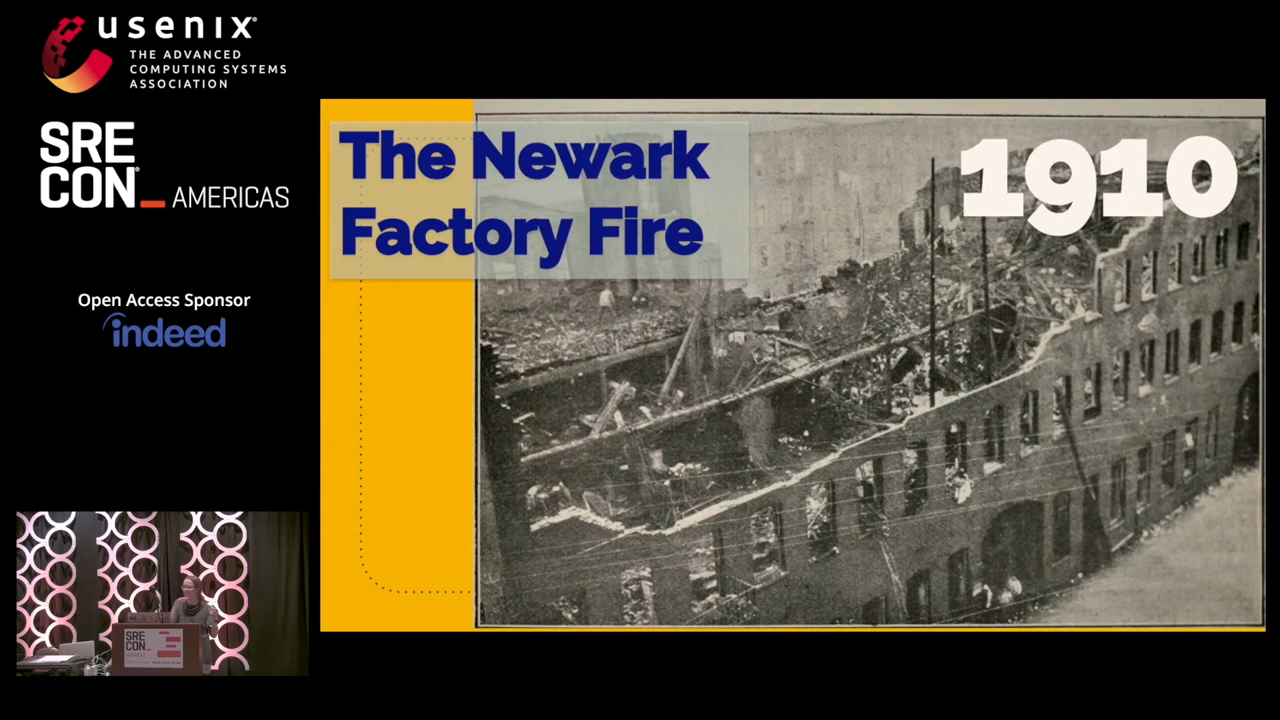 usenix®
THE ADVANCED
COMPUTING SYSTEMS
ASSOCIATION
SRE
CON®
AMERICAS
Open Access Sponsor
indeed
The Newark
Factory Fire
1910
SRE
CON